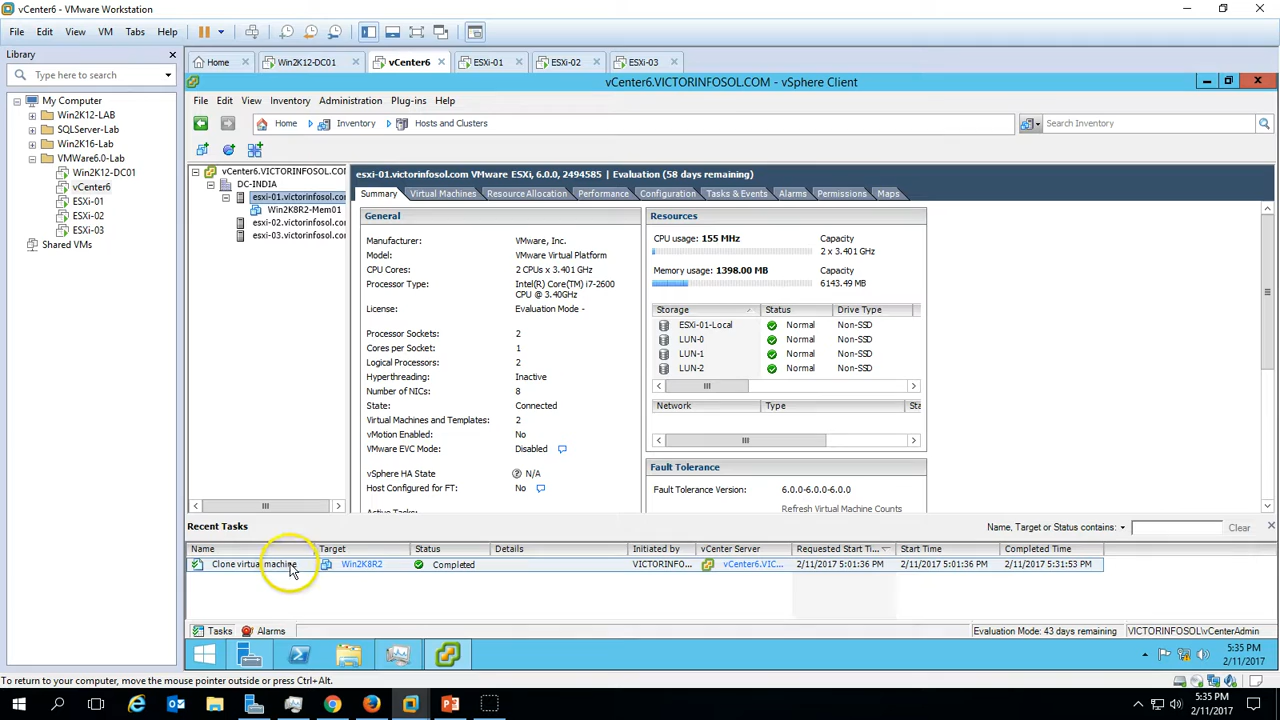 vCenter6 - VMware Workstation
File Edit View VM Tabs Help
Library
Type here to search
My Computer
Win2K12-LAB
SQLServer-Lab
Win2K16-Lab
VMWare6.0-Lab
Win2K12-DC01
vCenter6
ESXi-01
ESXi-02
ESXi-03
Shared VMs
Home Win2K12-DC01 vCenter6 ESXi-01 ESXi-02 ESXi-03
vCenter6.VICTORINFOSOL.COM - vSphere Client
File Edit View Inventory Administration Plug-ins Help
Home Inventory Hosts and Clusters
Search Inventory
vCenter6.VICTORINFOSOL.COM
DC-INDIA
esxi-01.victorinfosol.com
Win2K8R2-Mem01
esxi-02.victorinfosol.com
esxi-03.victorinfosol.com
esxi-01.victorinfosol.com VMware ESXi, 6.0.0, 2494585 | Evaluation (58 days remaining)
Summary Virtual Machines Resource Allocation Performance Configuration Tasks & Events Alarms Permissions Maps
General
Manufacturer: VMware, Inc.
Model: VMware Virtual Platform
CPU Cores: 2 CPUs x 3.401 GHz
Processor Type: Intel(R) Core(TM) i7-2600
CPU @ 3.40GHz
License: Evaluation Mode -
Processor Sockets: 2
Cores per Socket: 1
Logical Processors: 2
Hyperthreading: Inactive
Number of NICs: 8
State: Connected
Virtual Machines and Templates: 2
vMotion Enabled: No
VMware EVC Mode: Disabled
vSphere HA State N/A
Host Configured for FT: No
Active Tasks:
Resources
CPU usage: 155 MHz Capacity
2 x 3.401 GHz
Memory usage: 1398.00 MB Capacity
6143.49 MB
Storage Status Drive Type
ESXi-01-Local Normal Non-SSD
LUN-0 Normal Non-SSD
LUN-1 Normal Non-SSD
LUN-2 Normal Non-SSD
Network Type Sta
Fault Tolerance
Fault Tolerance Version: 6.0.0-6.0.0-6.0.0
Refresh Virtual Machine Counts
Recent Tasks
Name, Target or Status contains: Clear
Name Target Status Details Initiated by vCenter Server Requested Start Ti... Start Time Completed Time
Clone virtual machine Win2K8R2 Completed VICTORINFO... vCenter6.VIC... 2/11/2017 5:01:36 PM 2/11/2017 5:01:36 PM 2/11/2017 5:31:53 PM
Tasks Alarms
Evaluation Mode: 43 days remaining VICTORINFOSOL\vCenterAdmin
5:35 PM
2/11/2017
To return to your computer, move the mouse pointer outside or press Ctrl+Alt.
5:35 PM
2/11/2017